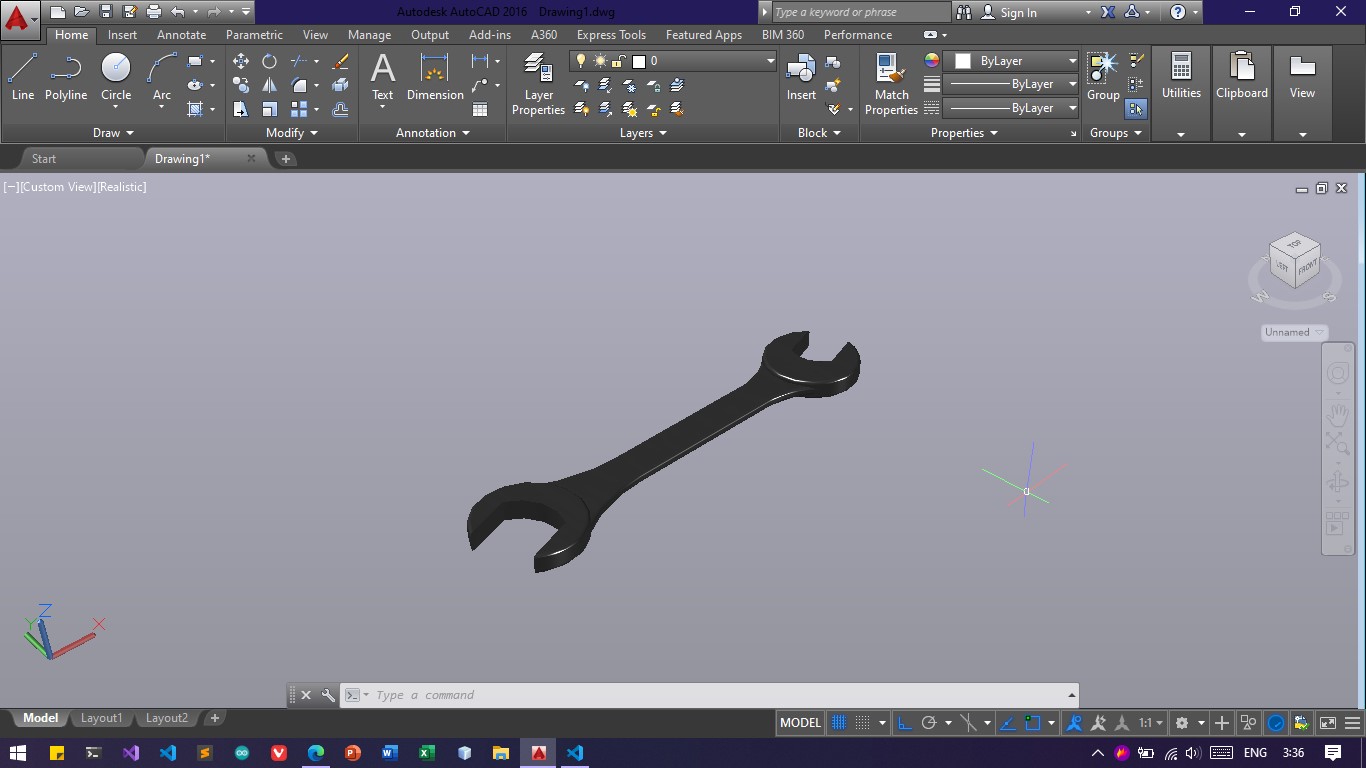 Autodesk AutoCAD 2016 Drawing1.dwg
Type a keyword or phrase
Sign In
Home Insert Annotate Parametric View Manage Output Add-ins A360 Express Tools Featured Apps BIM 360 Performance
Line Polyline Circle Arc
Draw
Modify
Text Dimension
Annotation
Layer Properties
0
Layers
Insert
Block
Match Properties
ByLayer
ByLayer
ByLayer
Properties
Group
Groups
Utilities
Clipboard
View
Start Drawing1*
[−][Custom View][Realistic]
TOP
LEFT FRONT
W S
Unnamed
Z
Y X
Type a command
Model Layout1 Layout2
MODEL 1:1
ENG 3:36